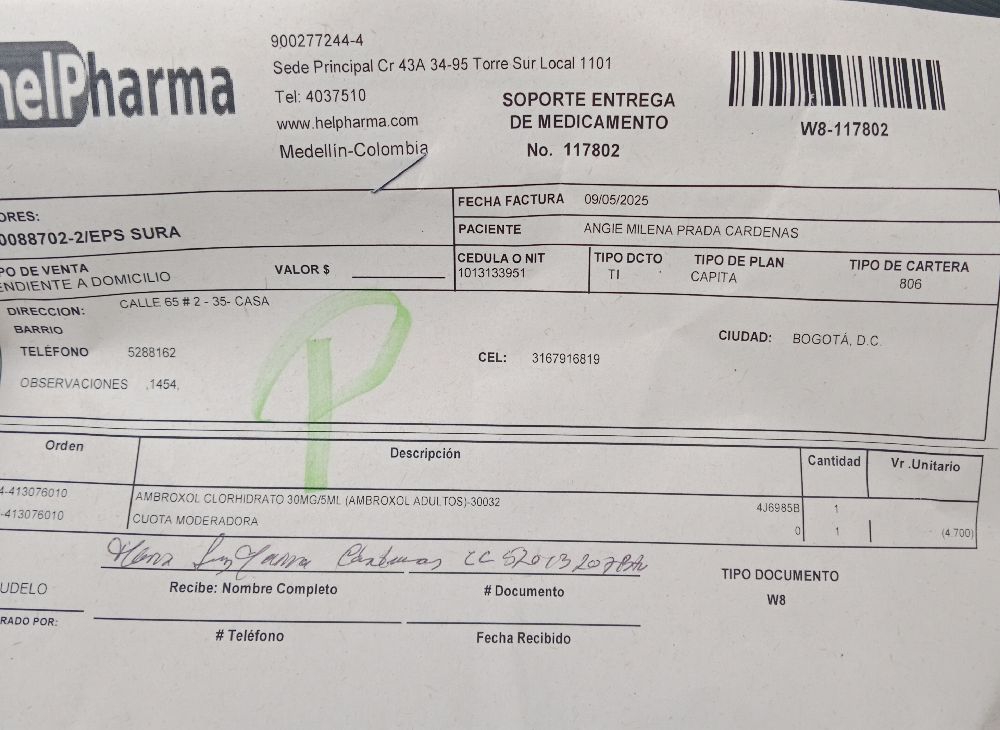 helPharma
900277244-4
Sede Principal Cr 43A 34-95 Torre Sur Local 1101
Tel: 4037510
www.helpharma.com
Medellín-Colombia
SOPORTE ENTREGA
DE MEDICAMENTO
No. 117802
W8-117802
ORES:
0088702-2/EPS SURA
FECHA FACTURA 09/05/2025
PACIENTE ANGIE MILENA PRADA CARDENAS
PO DE VENTA
ENDIENTE A DOMICILIO
VALOR $
CEDULA O NIT
1013133951
TIPO DCTO
TI
TIPO DE PLAN
CAPITA
TIPO DE CARTERA
806
DIRECCION: CALLE 65 # 2 - 35- CASA
BARRIO
TELÉFONO 5288162
CEL: 3167916819
CIUDAD: BOGOTÁ, D.C.
OBSERVACIONES ,1454,
P
Orden Descripción Cantidad Vr .Unitario
4-413076010 AMBROXOL CLORHIDRATO 30MG/5ML (AMBROXOL ADULTOS)-30032 4J6985B 1
-413076010 CUOTA MODERADORA 0 1 (4.700)
Cardenas CC
Recibe: Nombre Completo # Documento
TIPO DOCUMENTO
W8
UDELO
RADO POR:
# Teléfono Fecha Recibido